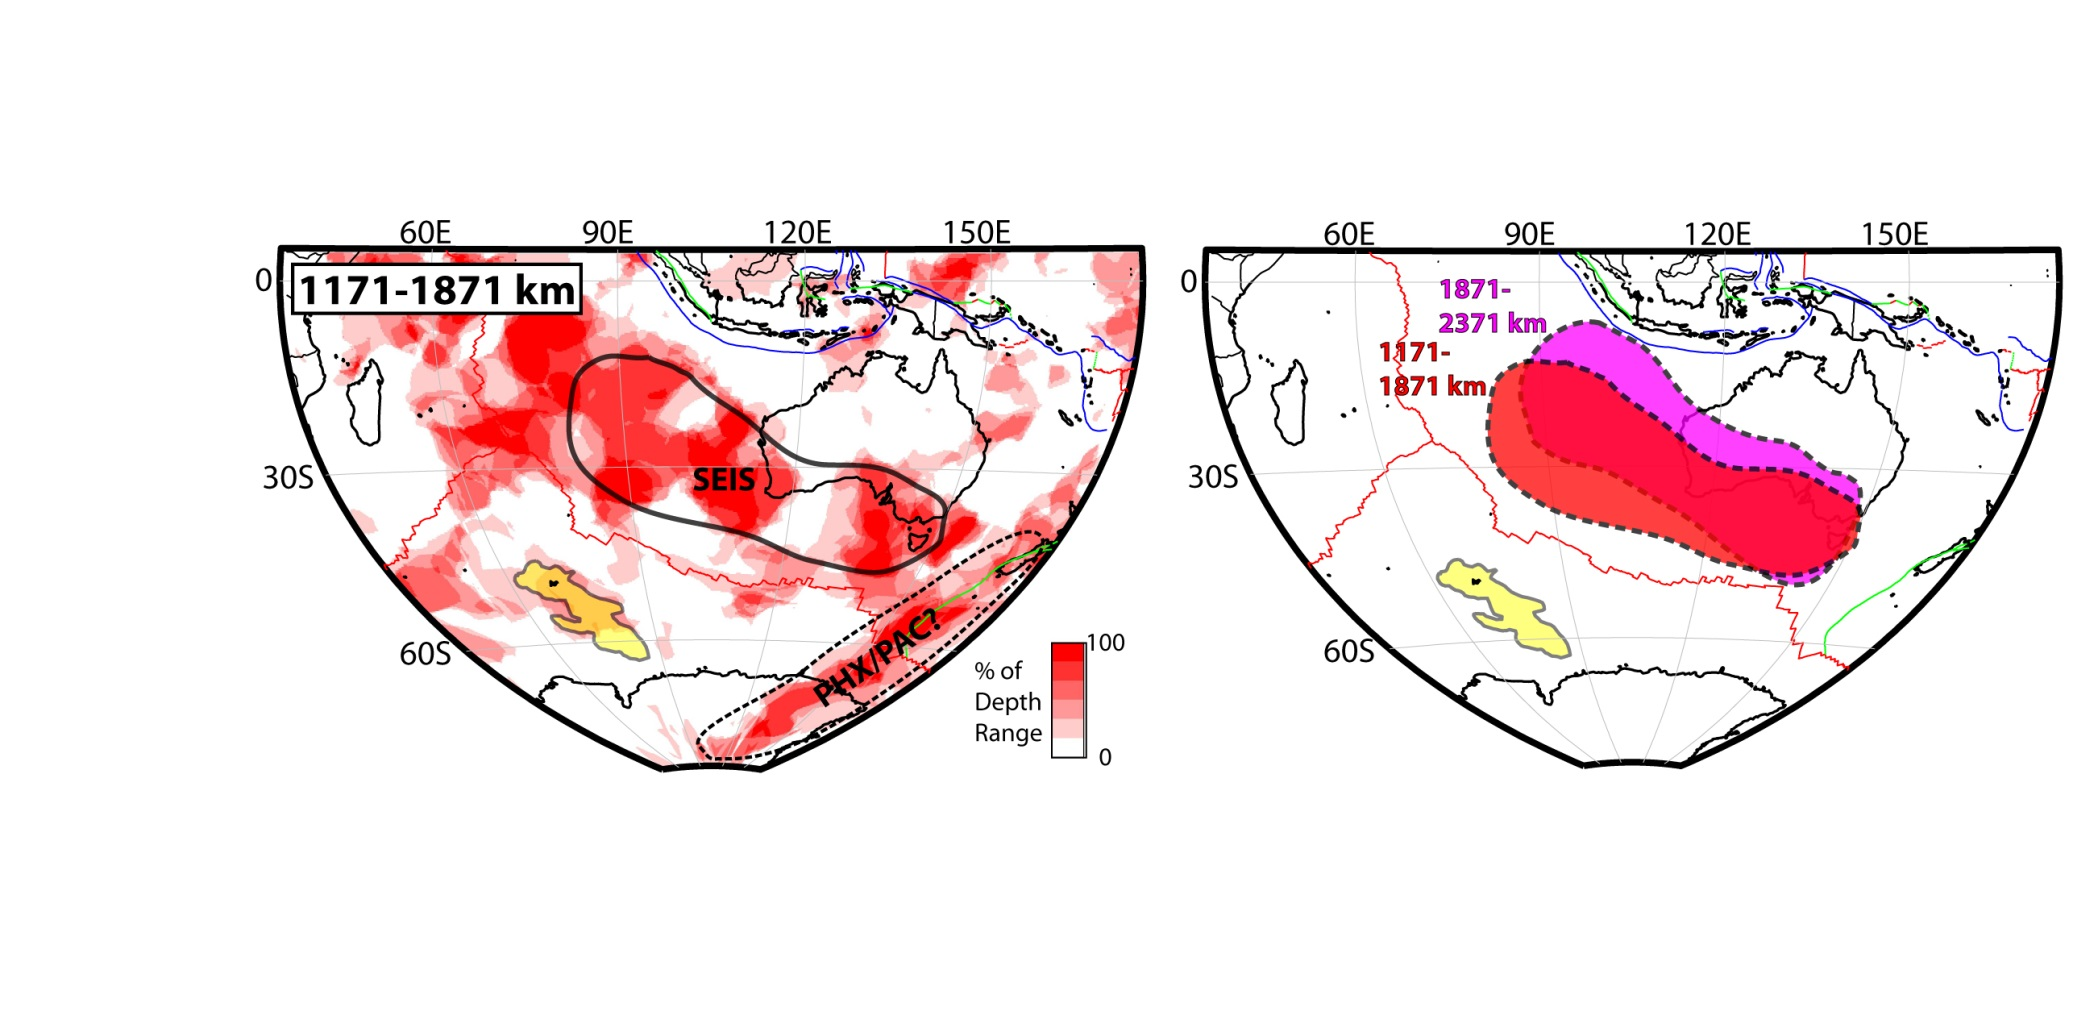 60E 90E 120E 150E
0
1171-1871 km
30S
SEIS
60S
PHX/PAC?
% of
Depth
Range
100
0
60E 90E 120E 150E
0
1871-
2371 km
1171-
1871 km
30S
60S